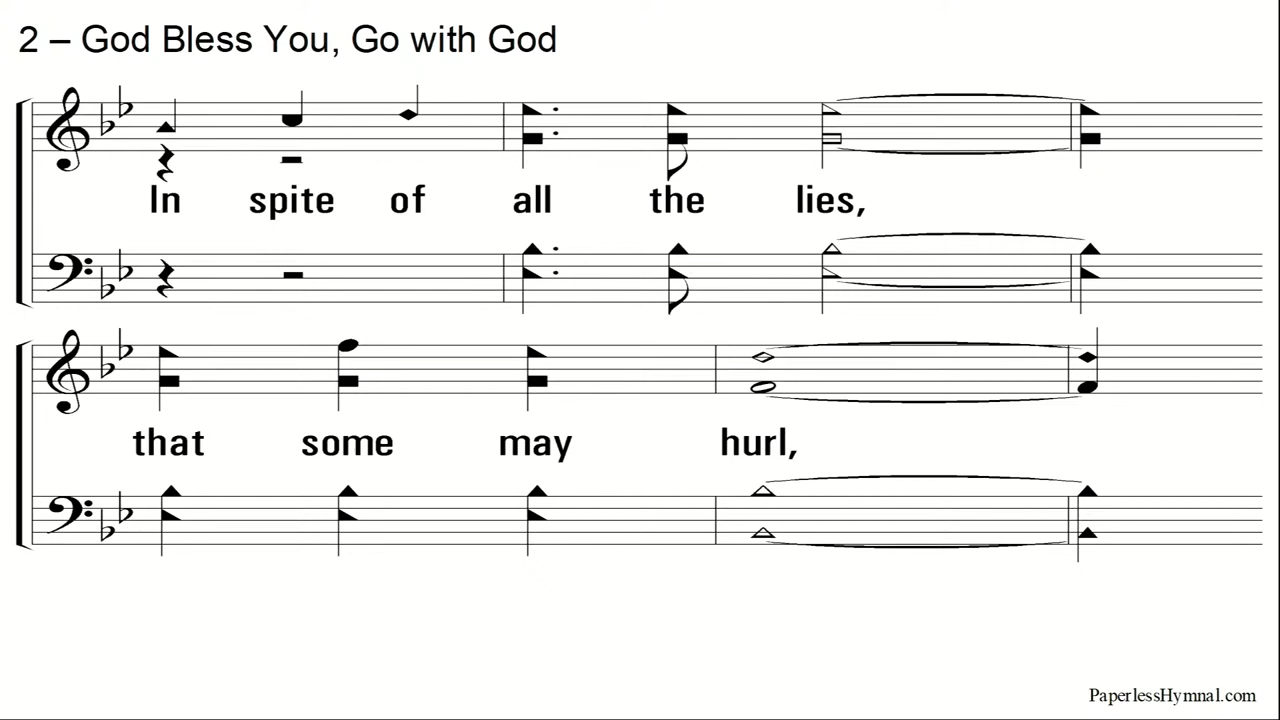 2 – God Bless You, Go with God
In spite of all the lies,
that some may hurl,
PaperlessHymnal.com